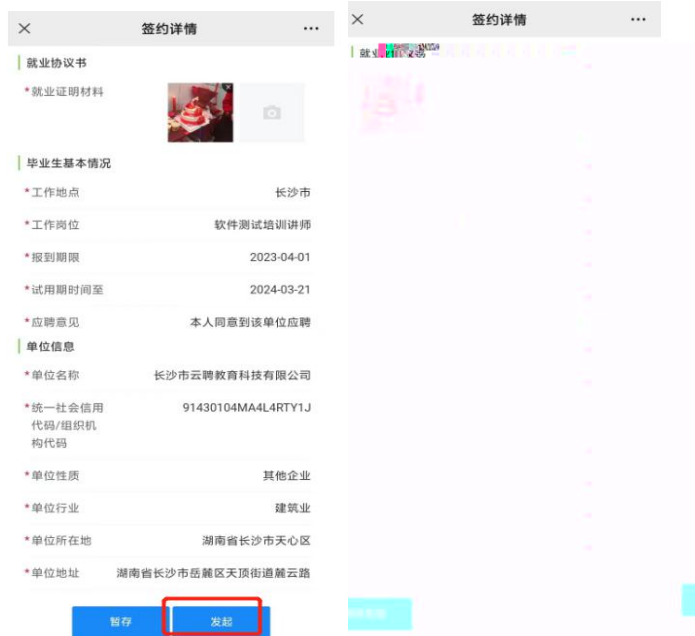 签约详情
就业协议书
*就业证明材料
毕业生基本情况
*工作地点 长沙市
*工作岗位 软件测试培训讲师
*报到期限 2023-04-01
*试用期时间至 2024-03-21
*应聘意见 本人同意到该单位应聘
单位信息
*单位名称 长沙市云聘教育科技有限公司
*统一社会信用 91430104MA4L4RTY1J
代码/组织机
构代码
*单位性质 其他企业
*单位行业 建筑业
*单位所在地 湖南省长沙市天心区
*单位地址 湖南省长沙市岳麓区天顶街道麓云路
暂存 发起
签约详情
就业